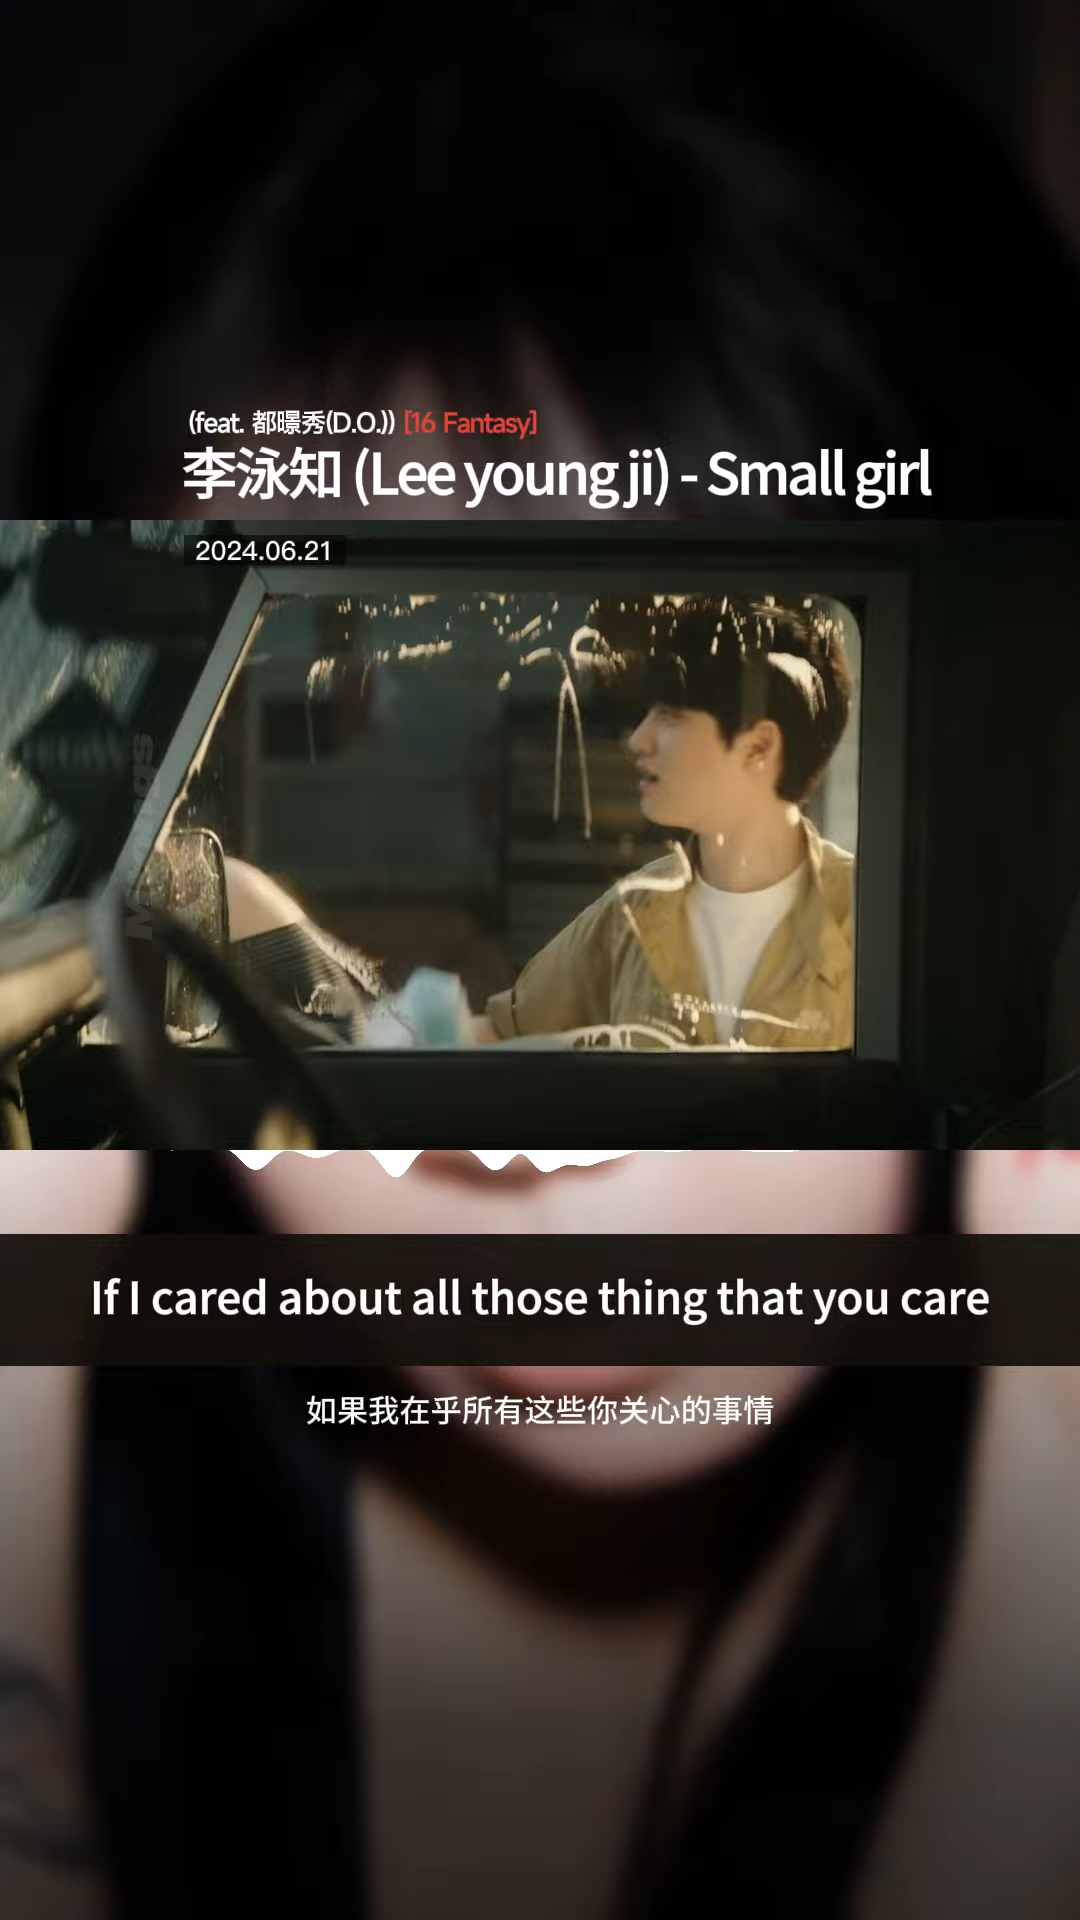 (feat. 都暻秀(D.O.)) [16 Fantasy]
李泳知 (Lee young ji) - Small girl
2024.06.21
If I cared about all those thing that you care
如果我在乎所有这些你关心的事情